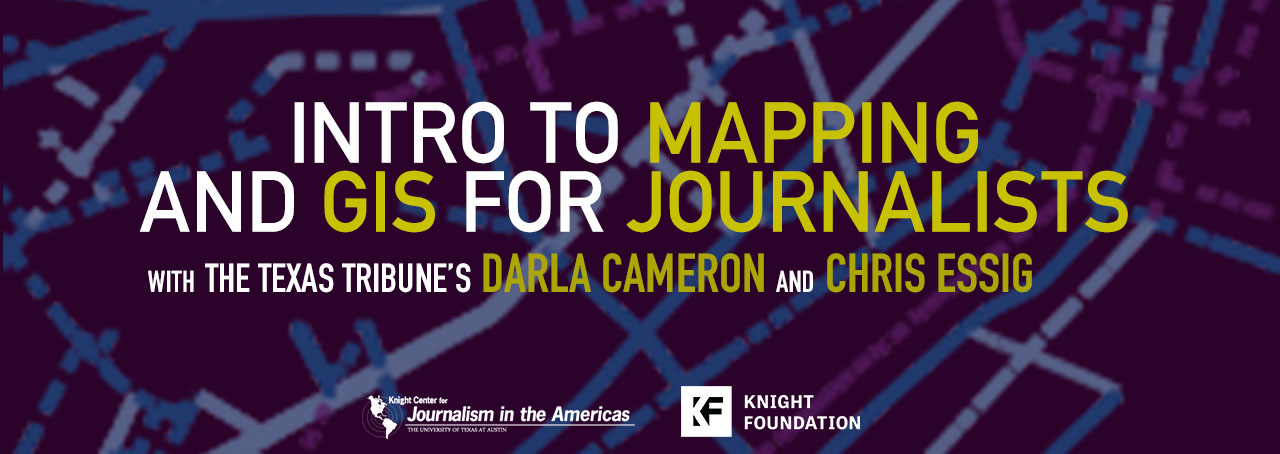 INTRO TO MAPPING
AND GIS FOR JOURNALISTS
WITH THE TEXAS TRIBUNE'S DARLA CAMERON AND CHRIS ESSIG
Knight Center for
Journalism in the Americas
THE UNIVERSITY OF TEXAS AT AUSTIN
KF
KNIGHT
FOUNDATION